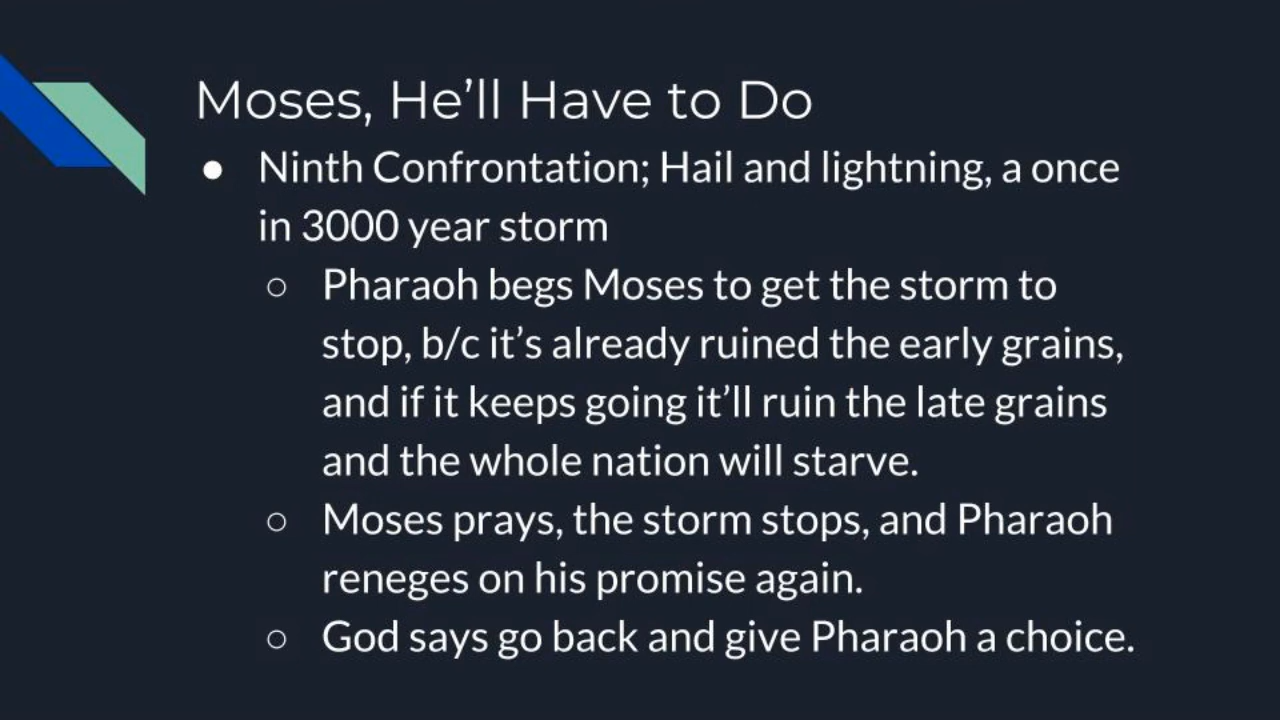 Moses, He’ll Have to Do
● Ninth Confrontation; Hail and lightning, a once
in 3000 year storm
○ Pharaoh begs Moses to get the storm to
stop, b/c it’s already ruined the early grains,
and if it keeps going it’ll ruin the late grains
and the whole nation will starve.
○ Moses prays, the storm stops, and Pharaoh
reneges on his promise again.
○ God says go back and give Pharaoh a choice.